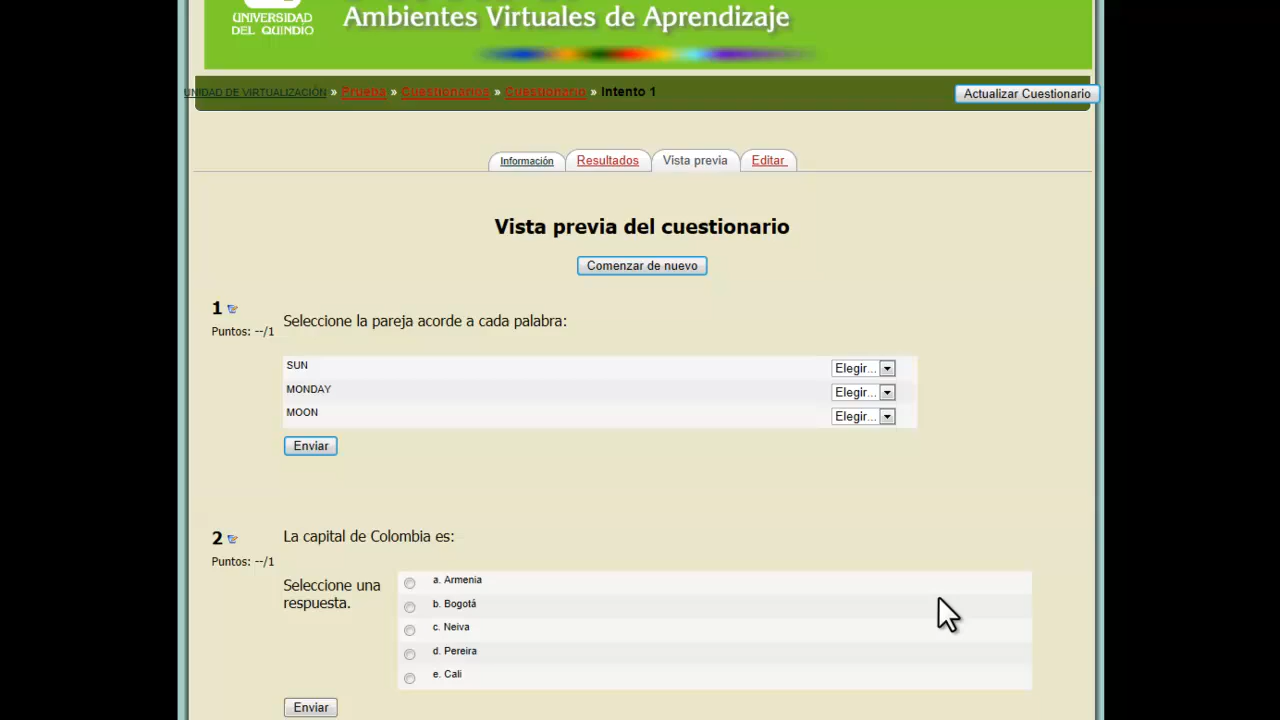 UNIVERSIDAD
DEL QUINDIO
Ambientes Virtuales de Aprendizaje
UNIDAD DE VIRTUALIZACIÓN » Prueba » Cuestionarios » Cuestionario » Intento 1
Actualizar Cuestionario
Información Resultados Vista previa Editar
Vista previa del cuestionario
Comenzar de nuevo
1
Puntos: --/1
Seleccione la pareja acorde a cada palabra:
SUN Elegir...
MONDAY Elegir...
MOON Elegir...
Enviar
2
Puntos: --/1
La capital de Colombia es:
Seleccione una
respuesta.
a. Armenia
b. Bogotá
c. Neiva
d. Pereira
e. Cali
Enviar